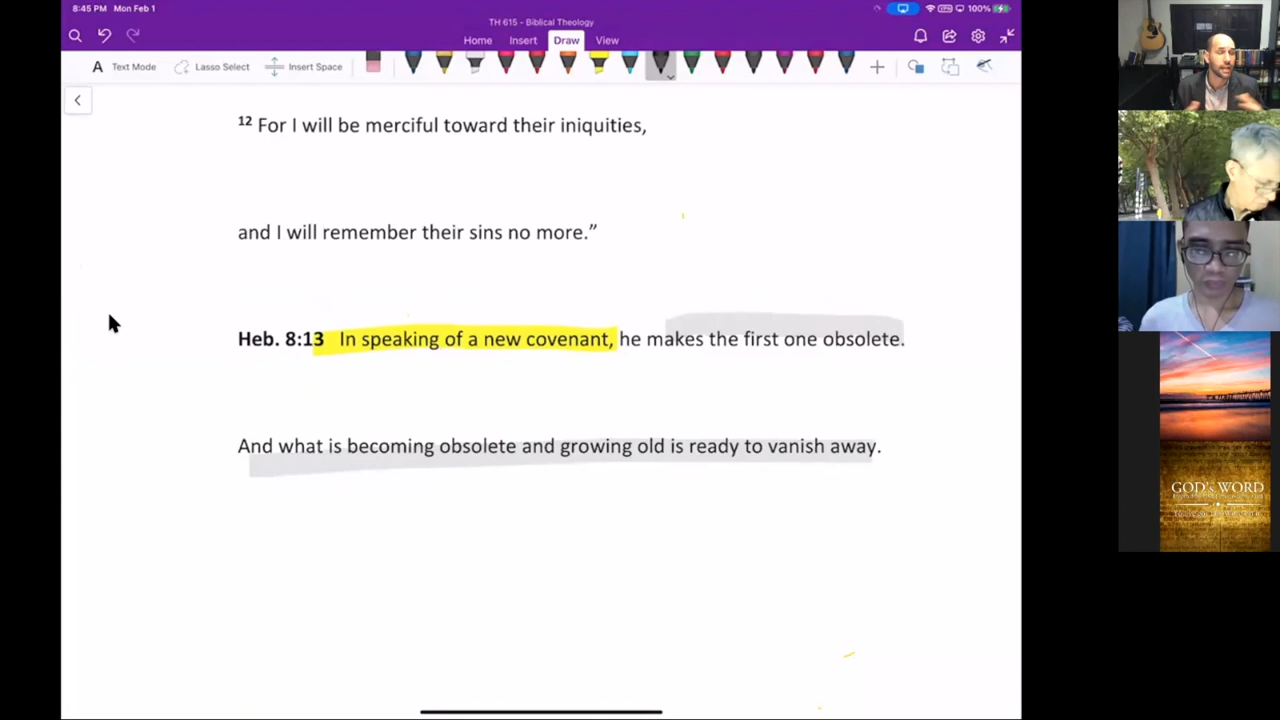 8:45 PM Mon Feb 1
100%
TH 615 - Biblical Theology
Home Insert Draw View
Text Mode Lasso Select Insert Space
12 For I will be merciful toward their iniquities,
and I will remember their sins no more.”
Heb. 8:13 In speaking of a new covenant, he makes the first one obsolete.
And what is becoming obsolete and growing old is ready to vanish away.
GOD's WORD